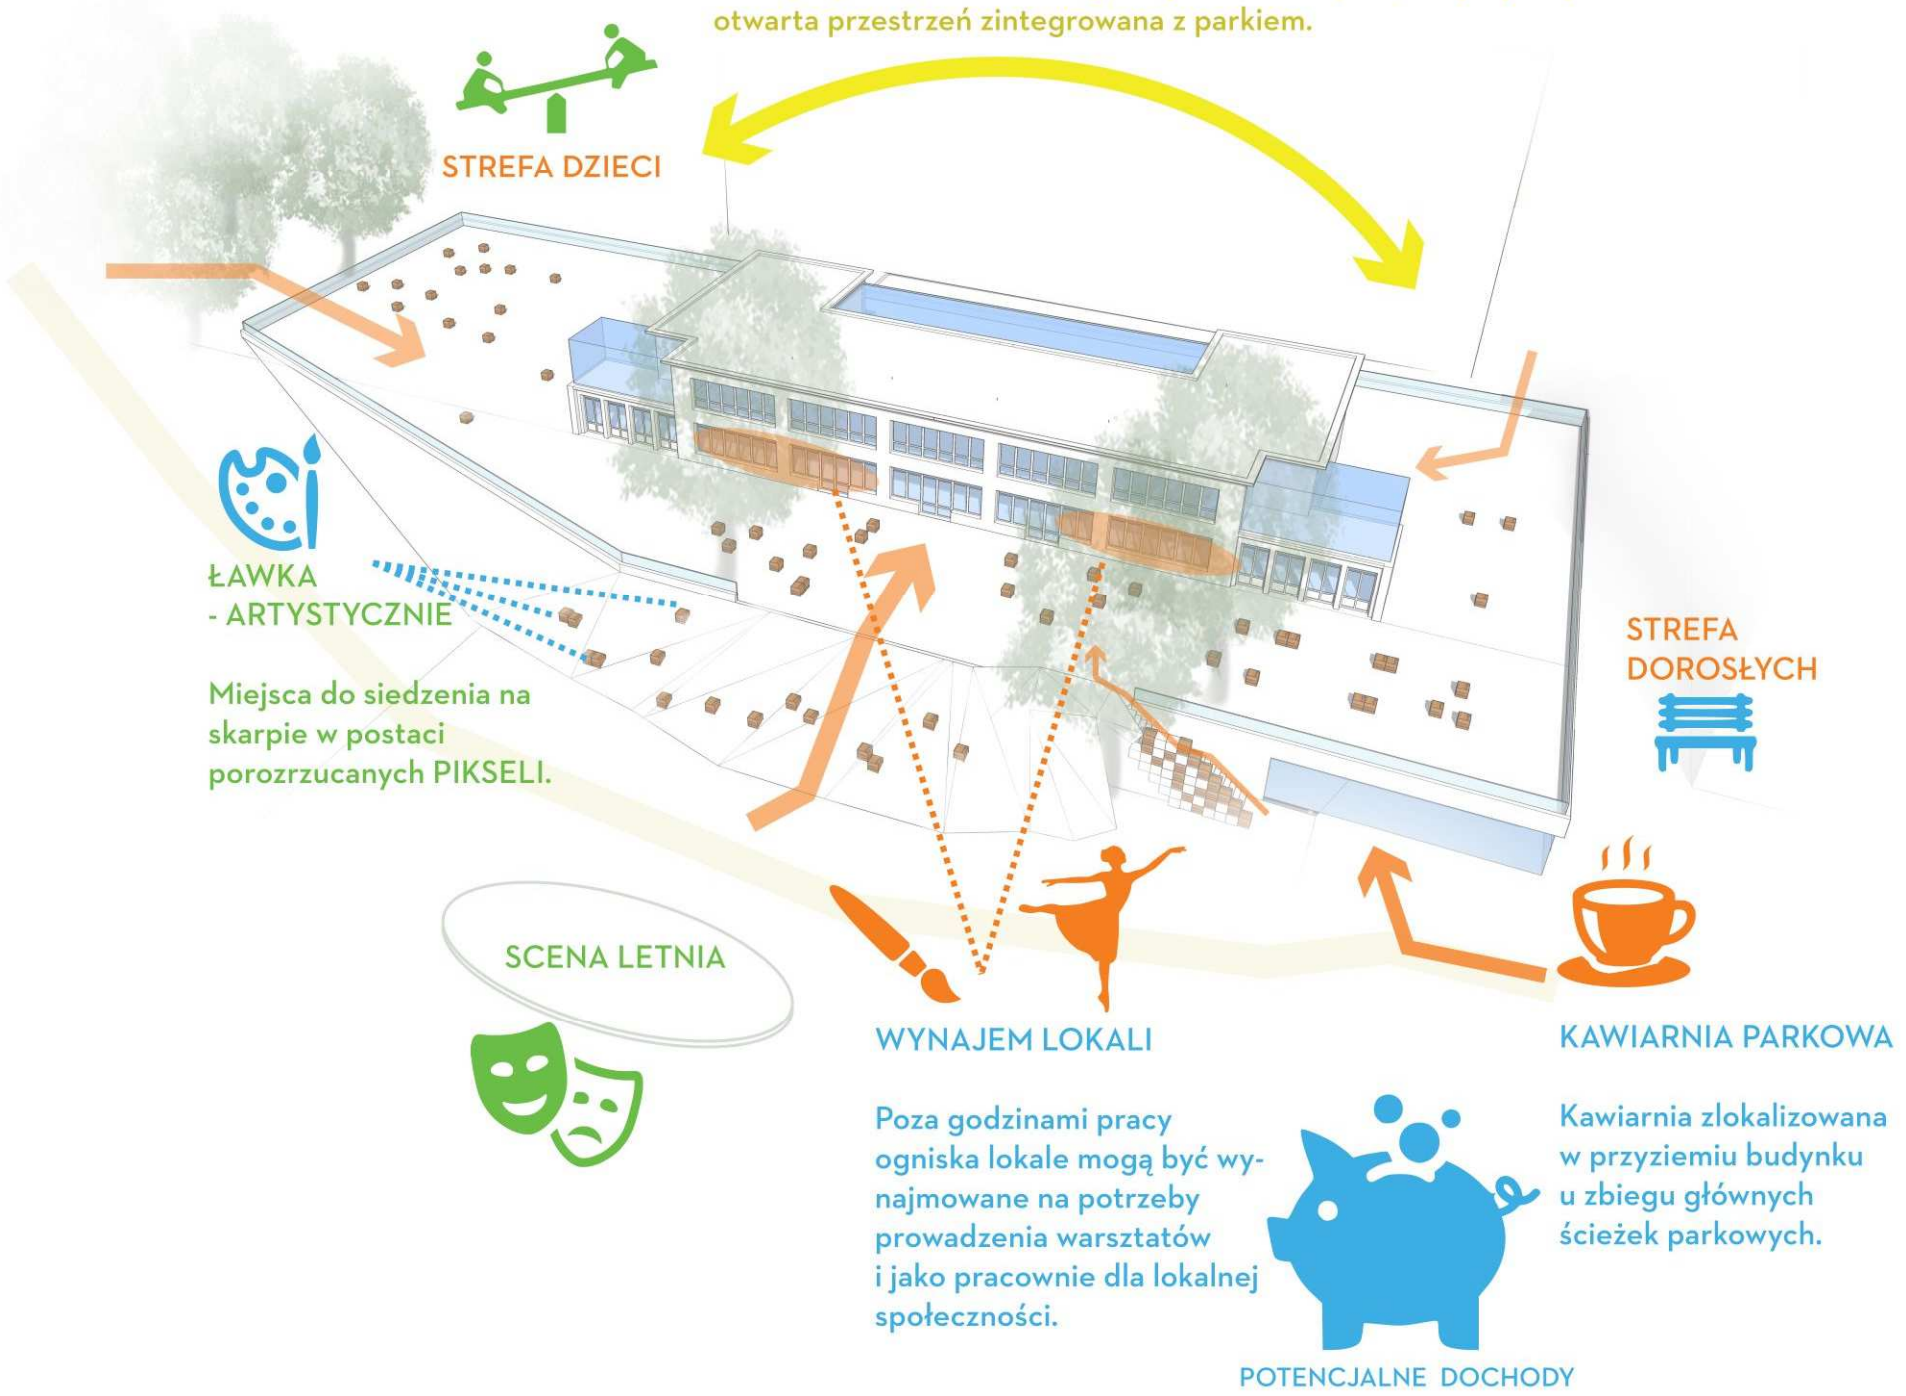 otwarta przestrzeń zintegrowana z parkiem.
STREFA DZIECI
ŁAWKA
- ARTYSTYCZNIE
Miejsca do siedzenia na
skarpie w postaci
porozrzucanych PIKSELI.
STREFA
DOROSŁYCH
SCENA LETNIA
WYNAJEM LOKALI
Poza godzinami pracy
ogniska lokale mogą być wy-
najmowane na potrzeby
prowadzenia warsztatów
i jako pracownie dla lokalnej
społeczności.
KAWIARNIA PARKOWA
Kawiarnia zlokalizowana
w przyziemiu budynku
u zbiegu głównych
ścieżek parkowych.
POTENCJALNE DOCHODY